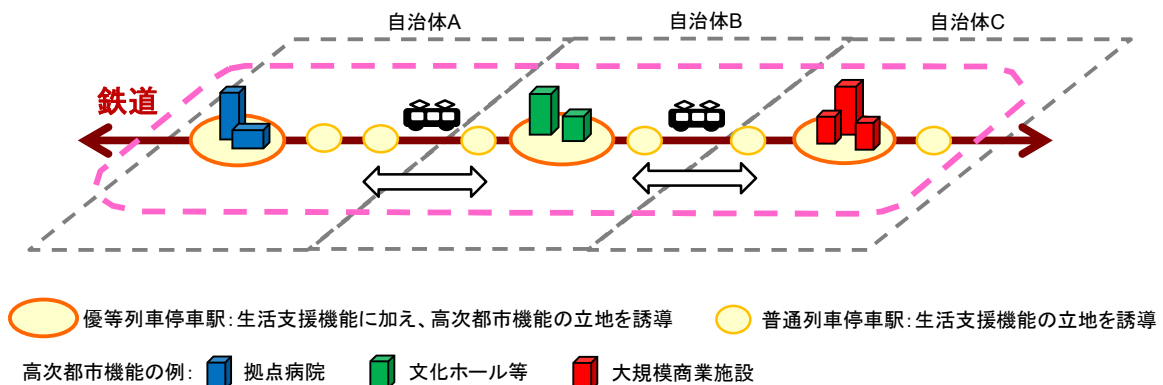 自治体A
自治体B
自治体C
鉄道
優等列車停車駅:生活支援機能に加え、高次都市機能の立地を誘導
普通列車停車駅:生活支援機能の立地を誘導
高次都市機能の例:
拠点病院
文化ホール等
大規模商業施設